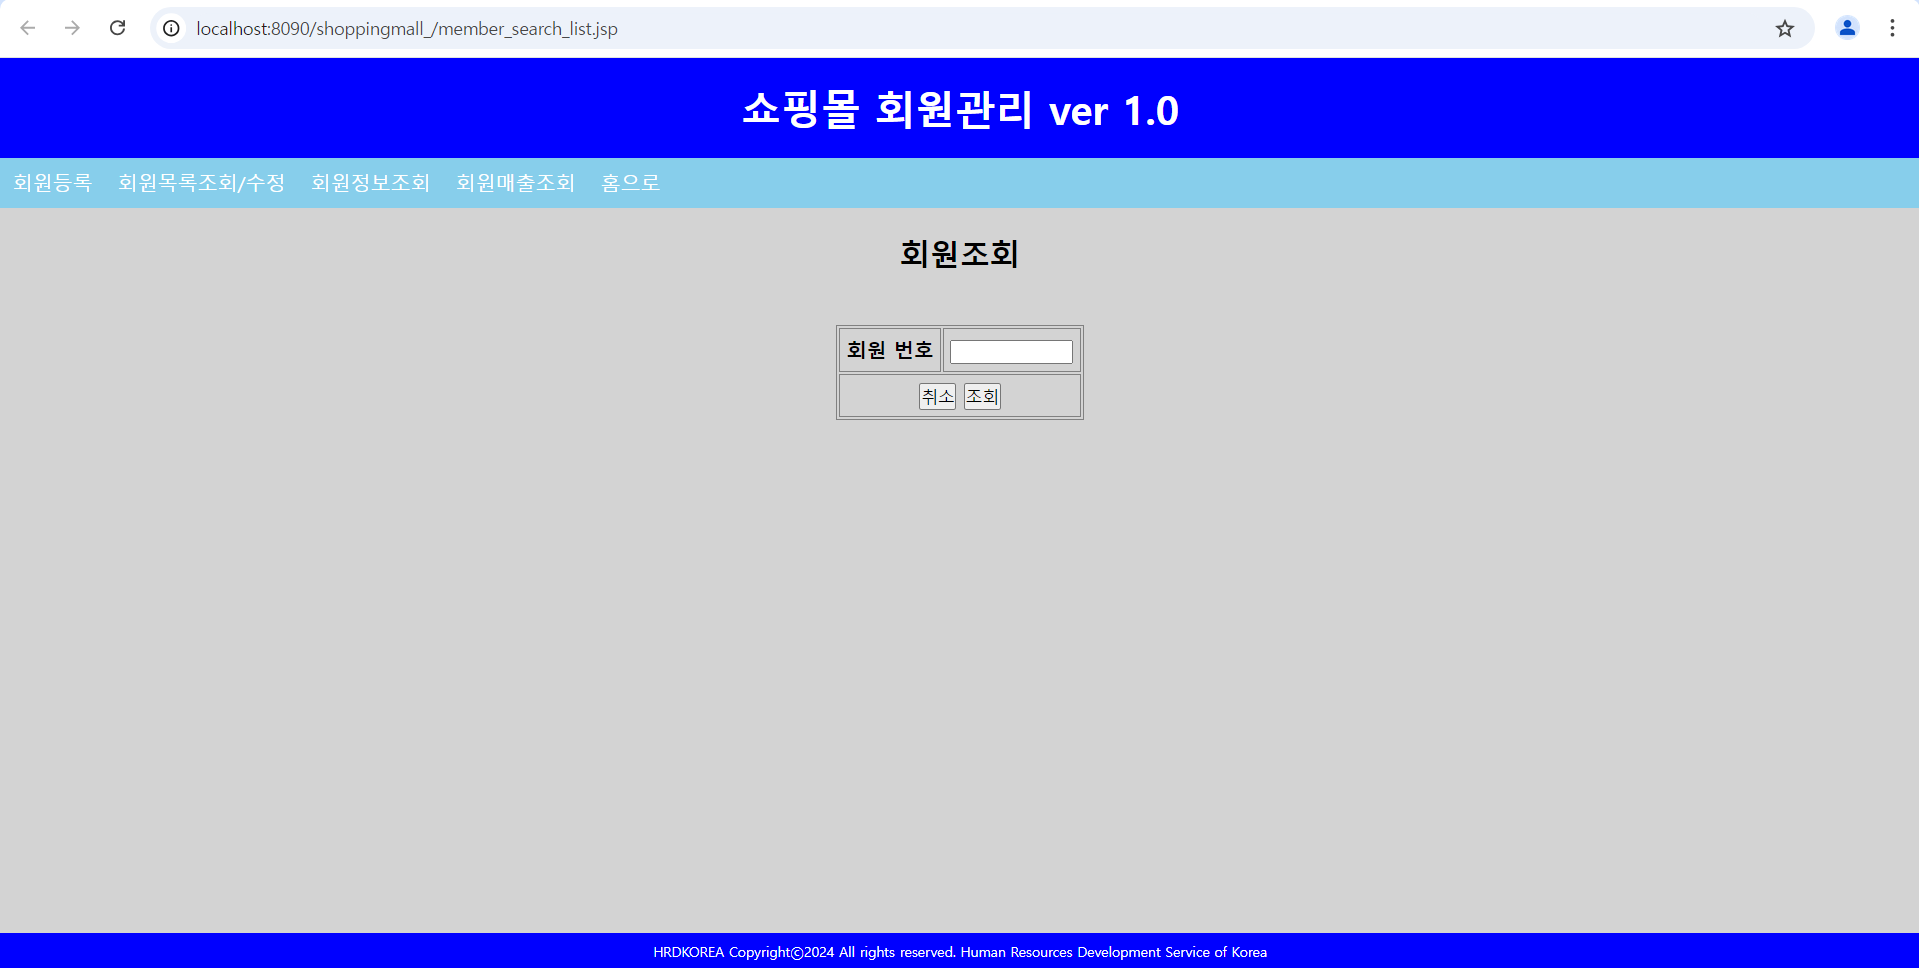 localhost:8090/shoppingmall_/member_search_list.jsp
쇼핑몰 회원관리 ver 1.0
회원등록 회원목록조회/수정 회원정보조회 회원매출조회 홈으로
회원조회
회원 번호
취소 조회
HRDKOREA Copyright©2024 All rights reserved. Human Resources Development Service of Korea